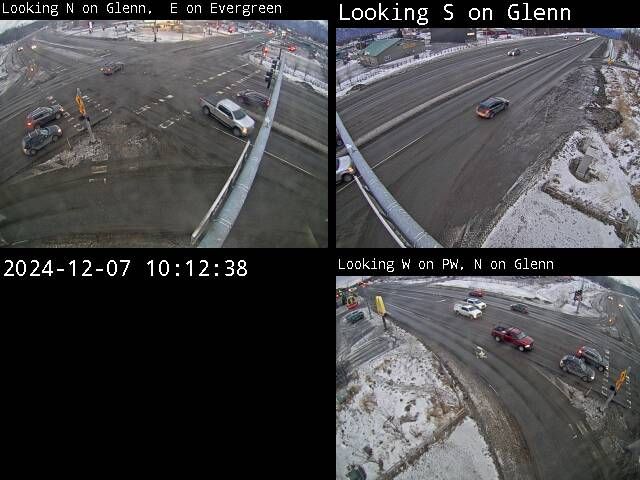 Looking N on Glenn,  E on Evergreen
Looking S on Glenn
2024-12-07 10:12:38
Looking W on PW, N on Glenn